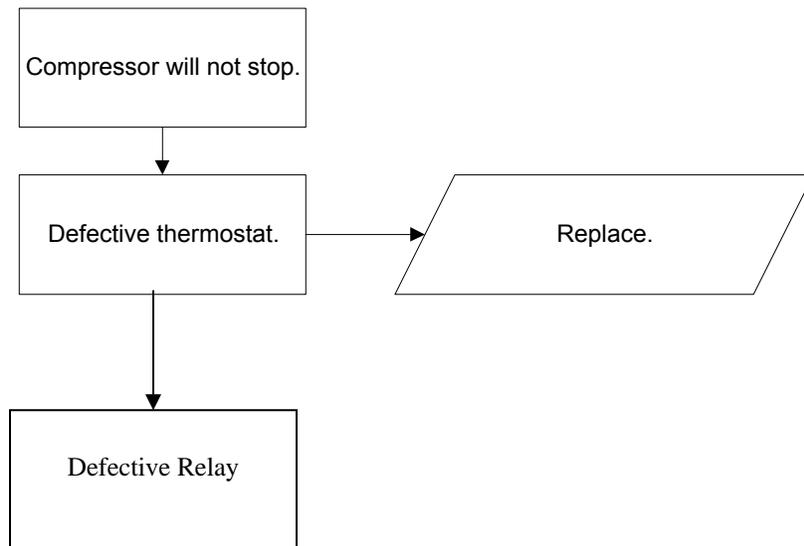 Compressor will not stop.
Defective thermostat.
Replace.
Defective Relay